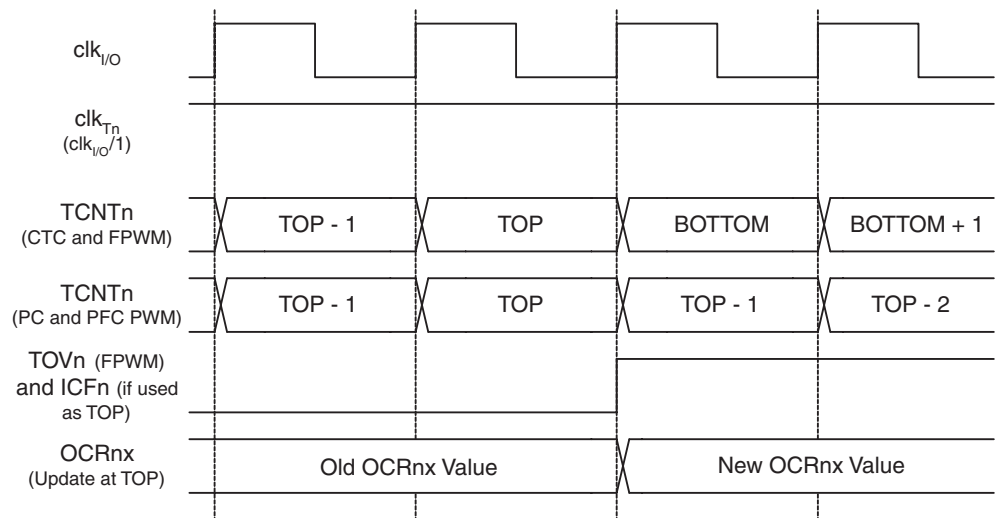 clkI/O
clkTn
(clkI/O/1)
TCNTn
(CTC and FPWM)
TOP - 1
TOP
BOTTOM
BOTTOM + 1
TCNTn
(PC and PFC PWM)
TOP - 1
TOP
TOP - 1
TOP - 2
TOVn (FPWM)
and ICFn (if used
as TOP)
OCRnx
(Update at TOP)
Old OCRnx Value
New OCRnx Value